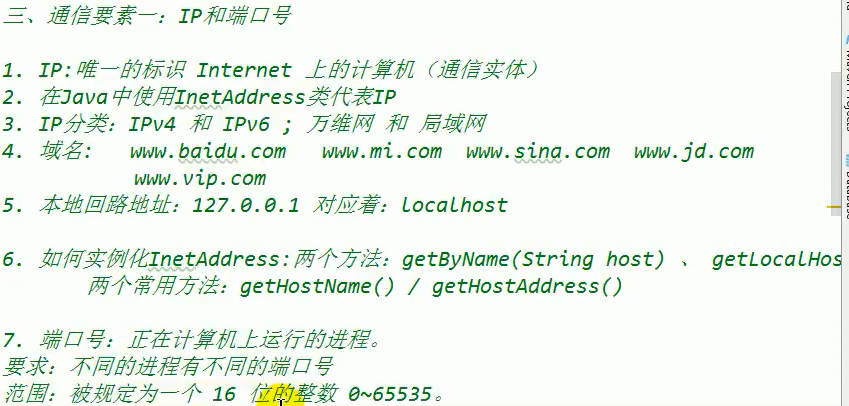 三、通信要素一：IP和端口号
1. IP:唯一的标识 Internet 上的计算机（通信实体）
2. 在Java中使用InetAddress类代表IP
3. IP分类：IPv4 和 IPv6 ; 万维网 和 局域网
4. 域名:   www.baidu.com   www.mi.com  www.sina.com  www.jd.com
www.vip.com
5. 本地回路地址：127.0.0.1 对应着：localhost
6. 如何实例化InetAddress:两个方法：getByName(String host) 、 getLocalHos
两个常用方法：getHostName() / getHostAddress()
7. 端口号：正在计算机上运行的进程。
要求：不同的进程有不同的端口号
范围：被规定为一个 16 位的整数 0~65535。
Database